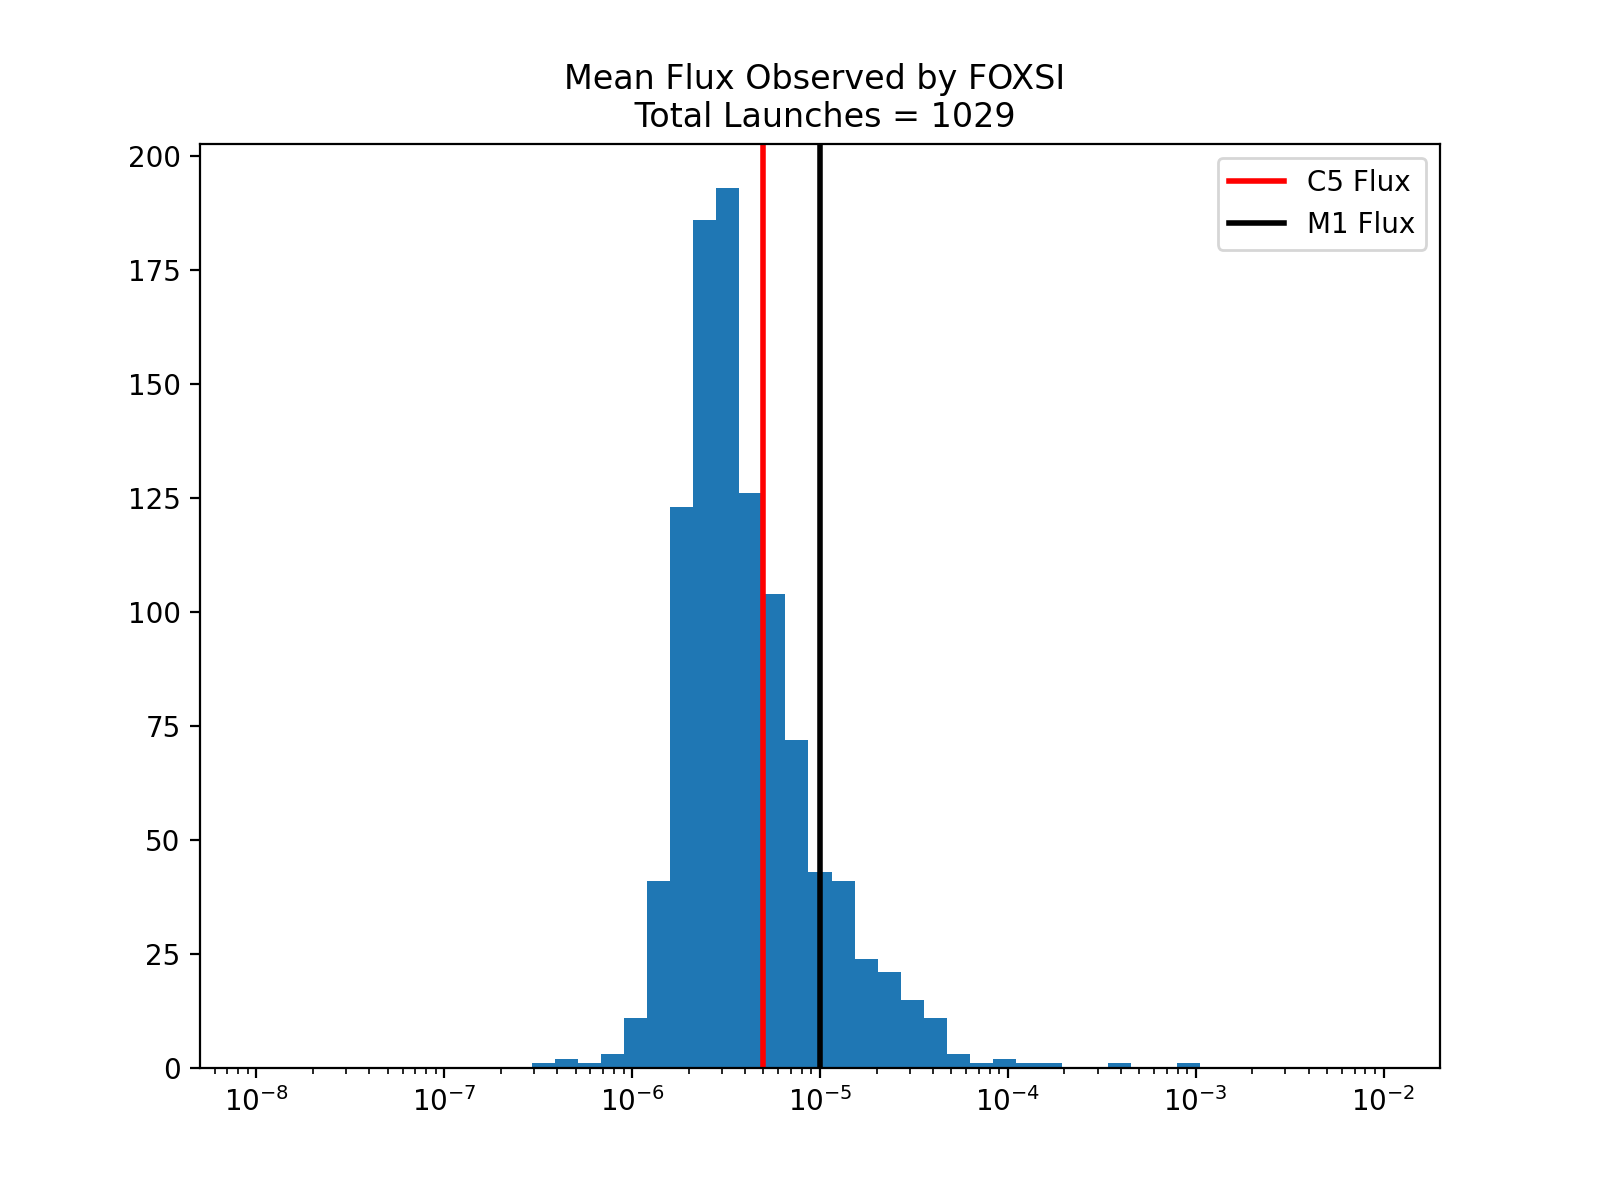 Mean Flux Observed by FOXSI
Total Launches = 1029
C5 Flux
M1 Flux
200
175
150
125
100
75
50
25
0
10⁻⁸ 10⁻⁷ 10⁻⁶ 10⁻⁵ 10⁻⁴ 10⁻³ 10⁻²